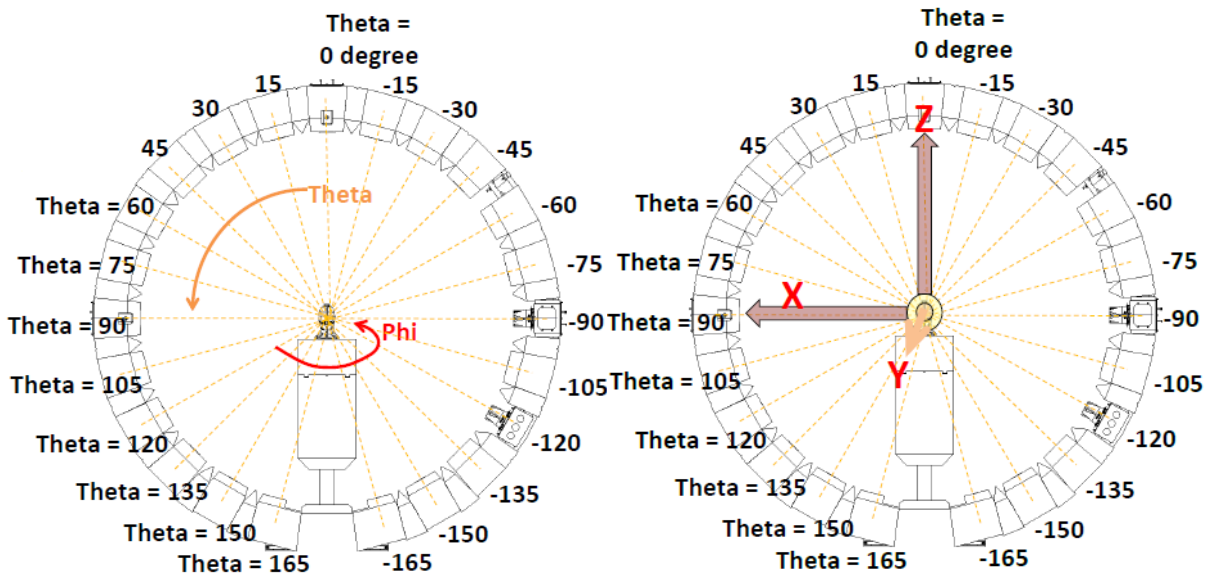 Theta =
0 degree
15
-15
30
-30
45
-45
Theta
Theta = 60
-60
Theta = 75
-75
Theta = 90
Phi
-90
Theta = 105
-105
Theta = 120
-120
Theta = 135
-135
Theta = 150
-150
Theta = 165
-165
Theta =
0 degree
15
-15
30
-30
Z
45
-45
Theta = 60
-60
Theta = 75
-75
X
Theta = 90
-90
Y
Theta = 105
-105
Theta = 120
-120
Theta = 135
-135
Theta = 150
-150
Theta = 165
-165